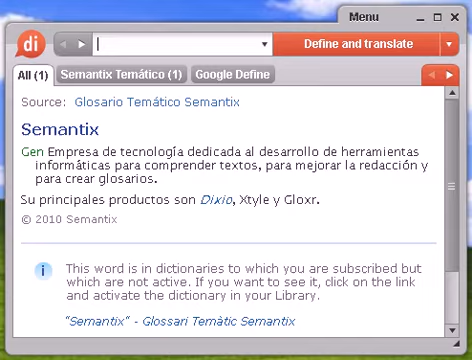 Menu
di
Define and translate
All (1) Semantix Temático (1) Google Define
Source: Glosario Temático Semantix
Semantix
Gen Empresa de tecnología dedicada al desarrollo de herramientas
informáticas para comprender textos, para mejorar la redacción y
para crear glosarios.
Su principales productos son Dixio, Xtyle y Gloxr.
© 2010 Semantix
i
This word is in dictionaries to which you are subscribed but
which are not active. If you want to see it, click on the link
and activate the dictionary in your Library.
"Semantix" - Glossari Temàtic Semantix